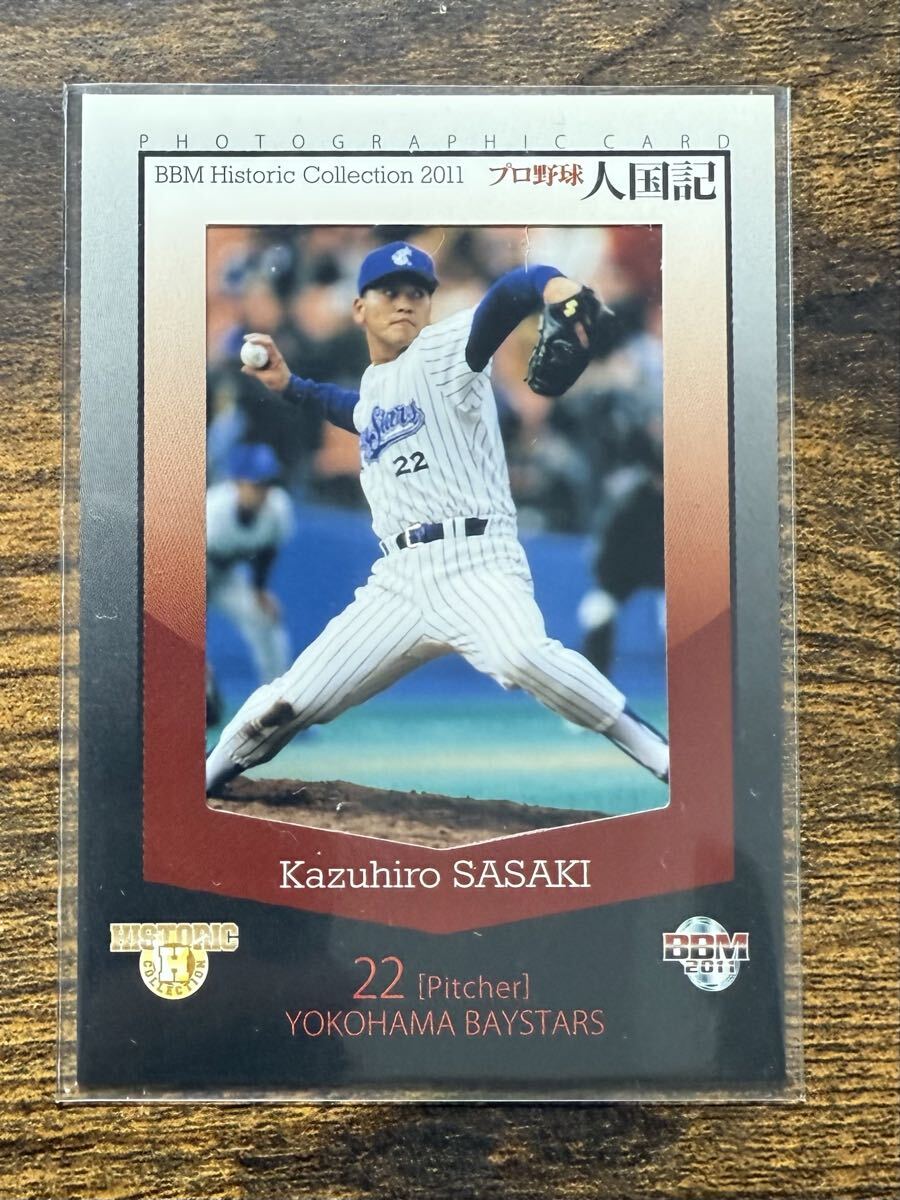 PHOTOGRAPHIC CARD
BBM Historic Collection 2011 プロ野球人国記
Stars
22
Kazuhiro SASAKI
HISTORIC
H
COLLECTION
BBM
2011
22 [Pitcher]
YOKOHAMA BAYSTARS